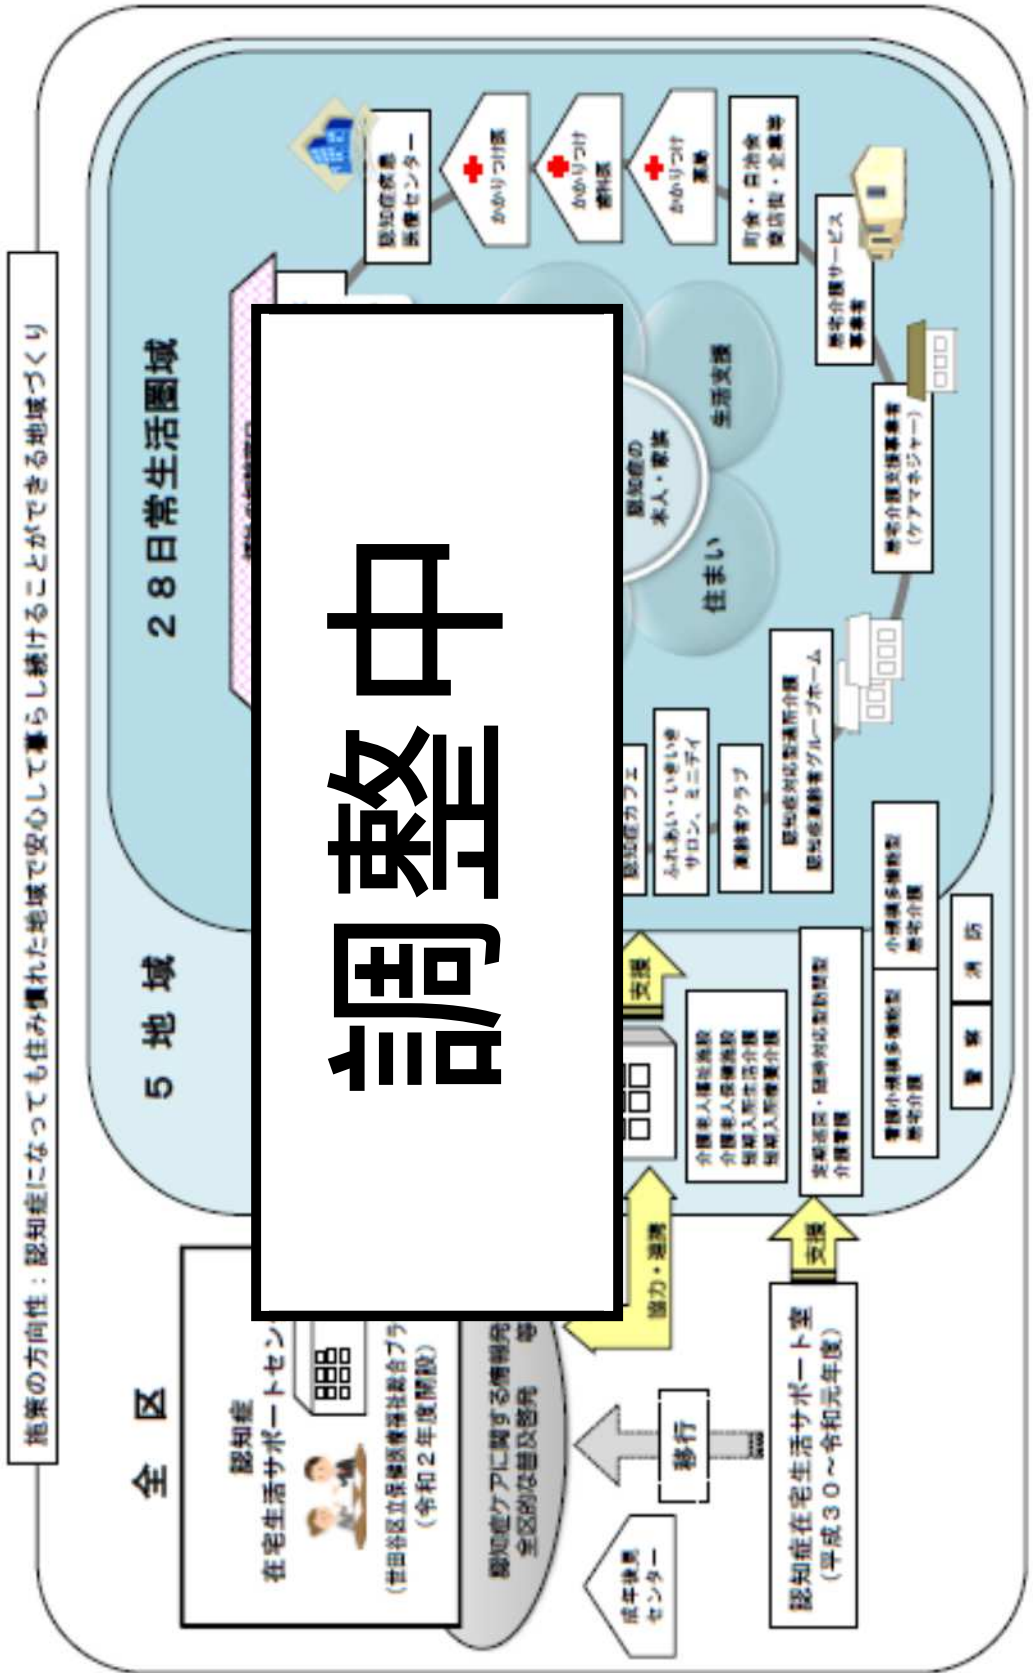 施策の方向性：認知症になっても住み慣れた地域で安心して暮らし続けることができる地域づくり
全区
5地域
28日常生活圏域
認知症
在宅生活サポートセン
(世田谷区立保健医療福祉総合プラ
(令和2年度開設)
認知症ケアに関する情報発
全区的な普及啓発 等
成年後見
センター
移行
認知症在宅生活サポート室
(平成30～令和元年度)
協力・連携
支援
支援
調整中
介護老人福祉施設
介護老人保健施設
短期入所生活介護
短期入所療養介護
定期巡回・随時対応型訪問型
介護看護
看護小規模多機能型
居宅介護
小規模多機能型
居宅介護
警察
消防
認知症カフェ
ふれあい・いきいき
サロン、ミニデイ
高齢者クラブ
認知症対応型通所介護
認知症高齢者グループホーム
認知症の
本人・家族
住まい
生活支援
認知症疾患
医療センター
かかりつけ医
かかりつけ
歯科医
かかりつけ
薬局
町会・自治会
商店街・企業等
居宅介護サービス
事業者
居宅介護支援事業者
(ケアマネジャー)